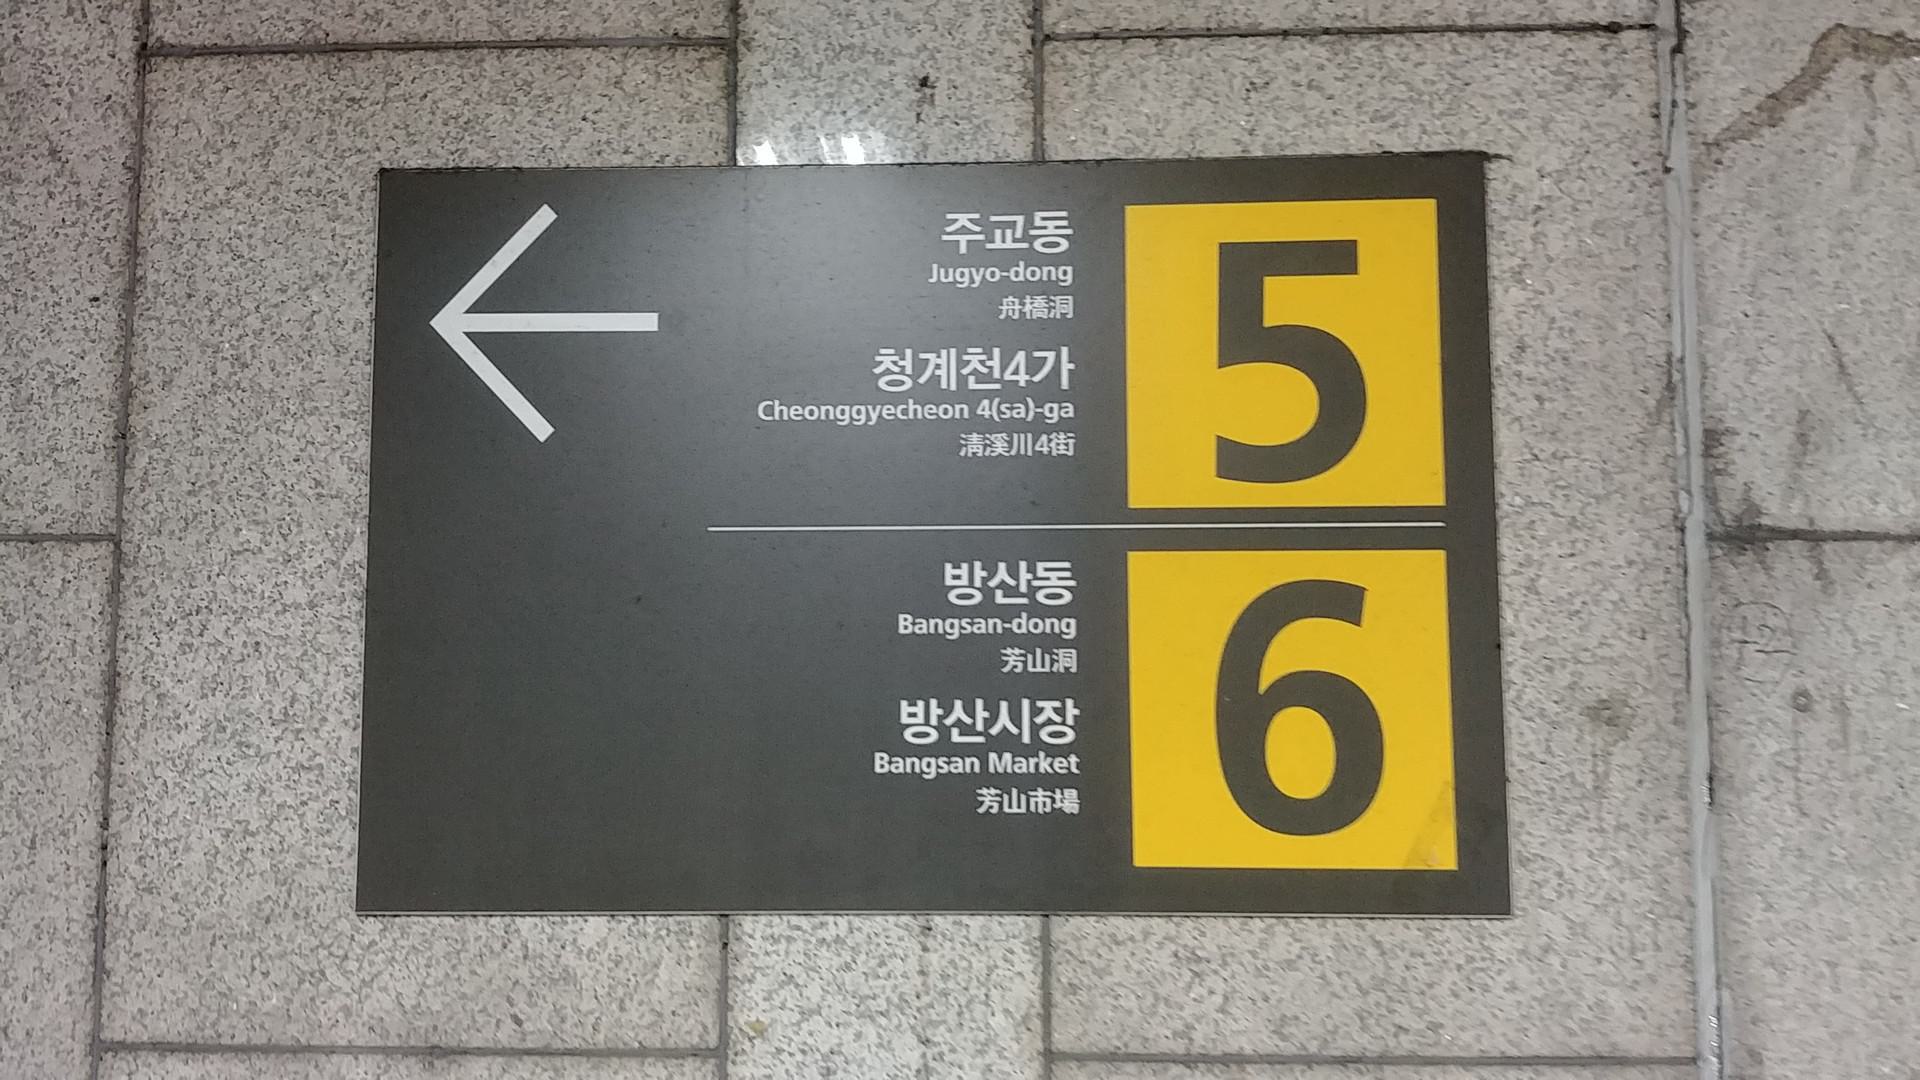 주교동
Jugyo-dong
舟橋洞
청계천4가
Cheonggyecheon 4(sa)-ga
淸溪川4街
5
방산동
Bangsan-dong
芳山洞
방산시장
Bangsan Market
芳山市場
6